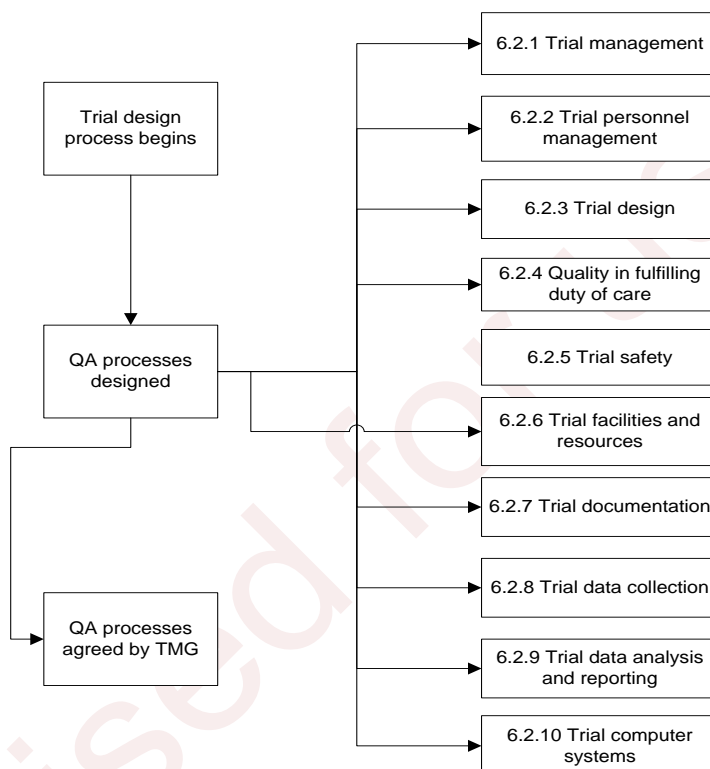 Trial design
process begins
QA processes
designed
QA processes
agreed by TMG
6.2.1 Trial management
6.2.2 Trial personnel
management
6.2.3 Trial design
6.2.4 Quality in fulfilling
duty of care
6.2.5 Trial safety
6.2.6 Trial facilities and
resources
6.2.7 Trial documentation
6.2.8 Trial data collection
6.2.9 Trial data analysis
and reporting
6.2.10 Trial computer
systems